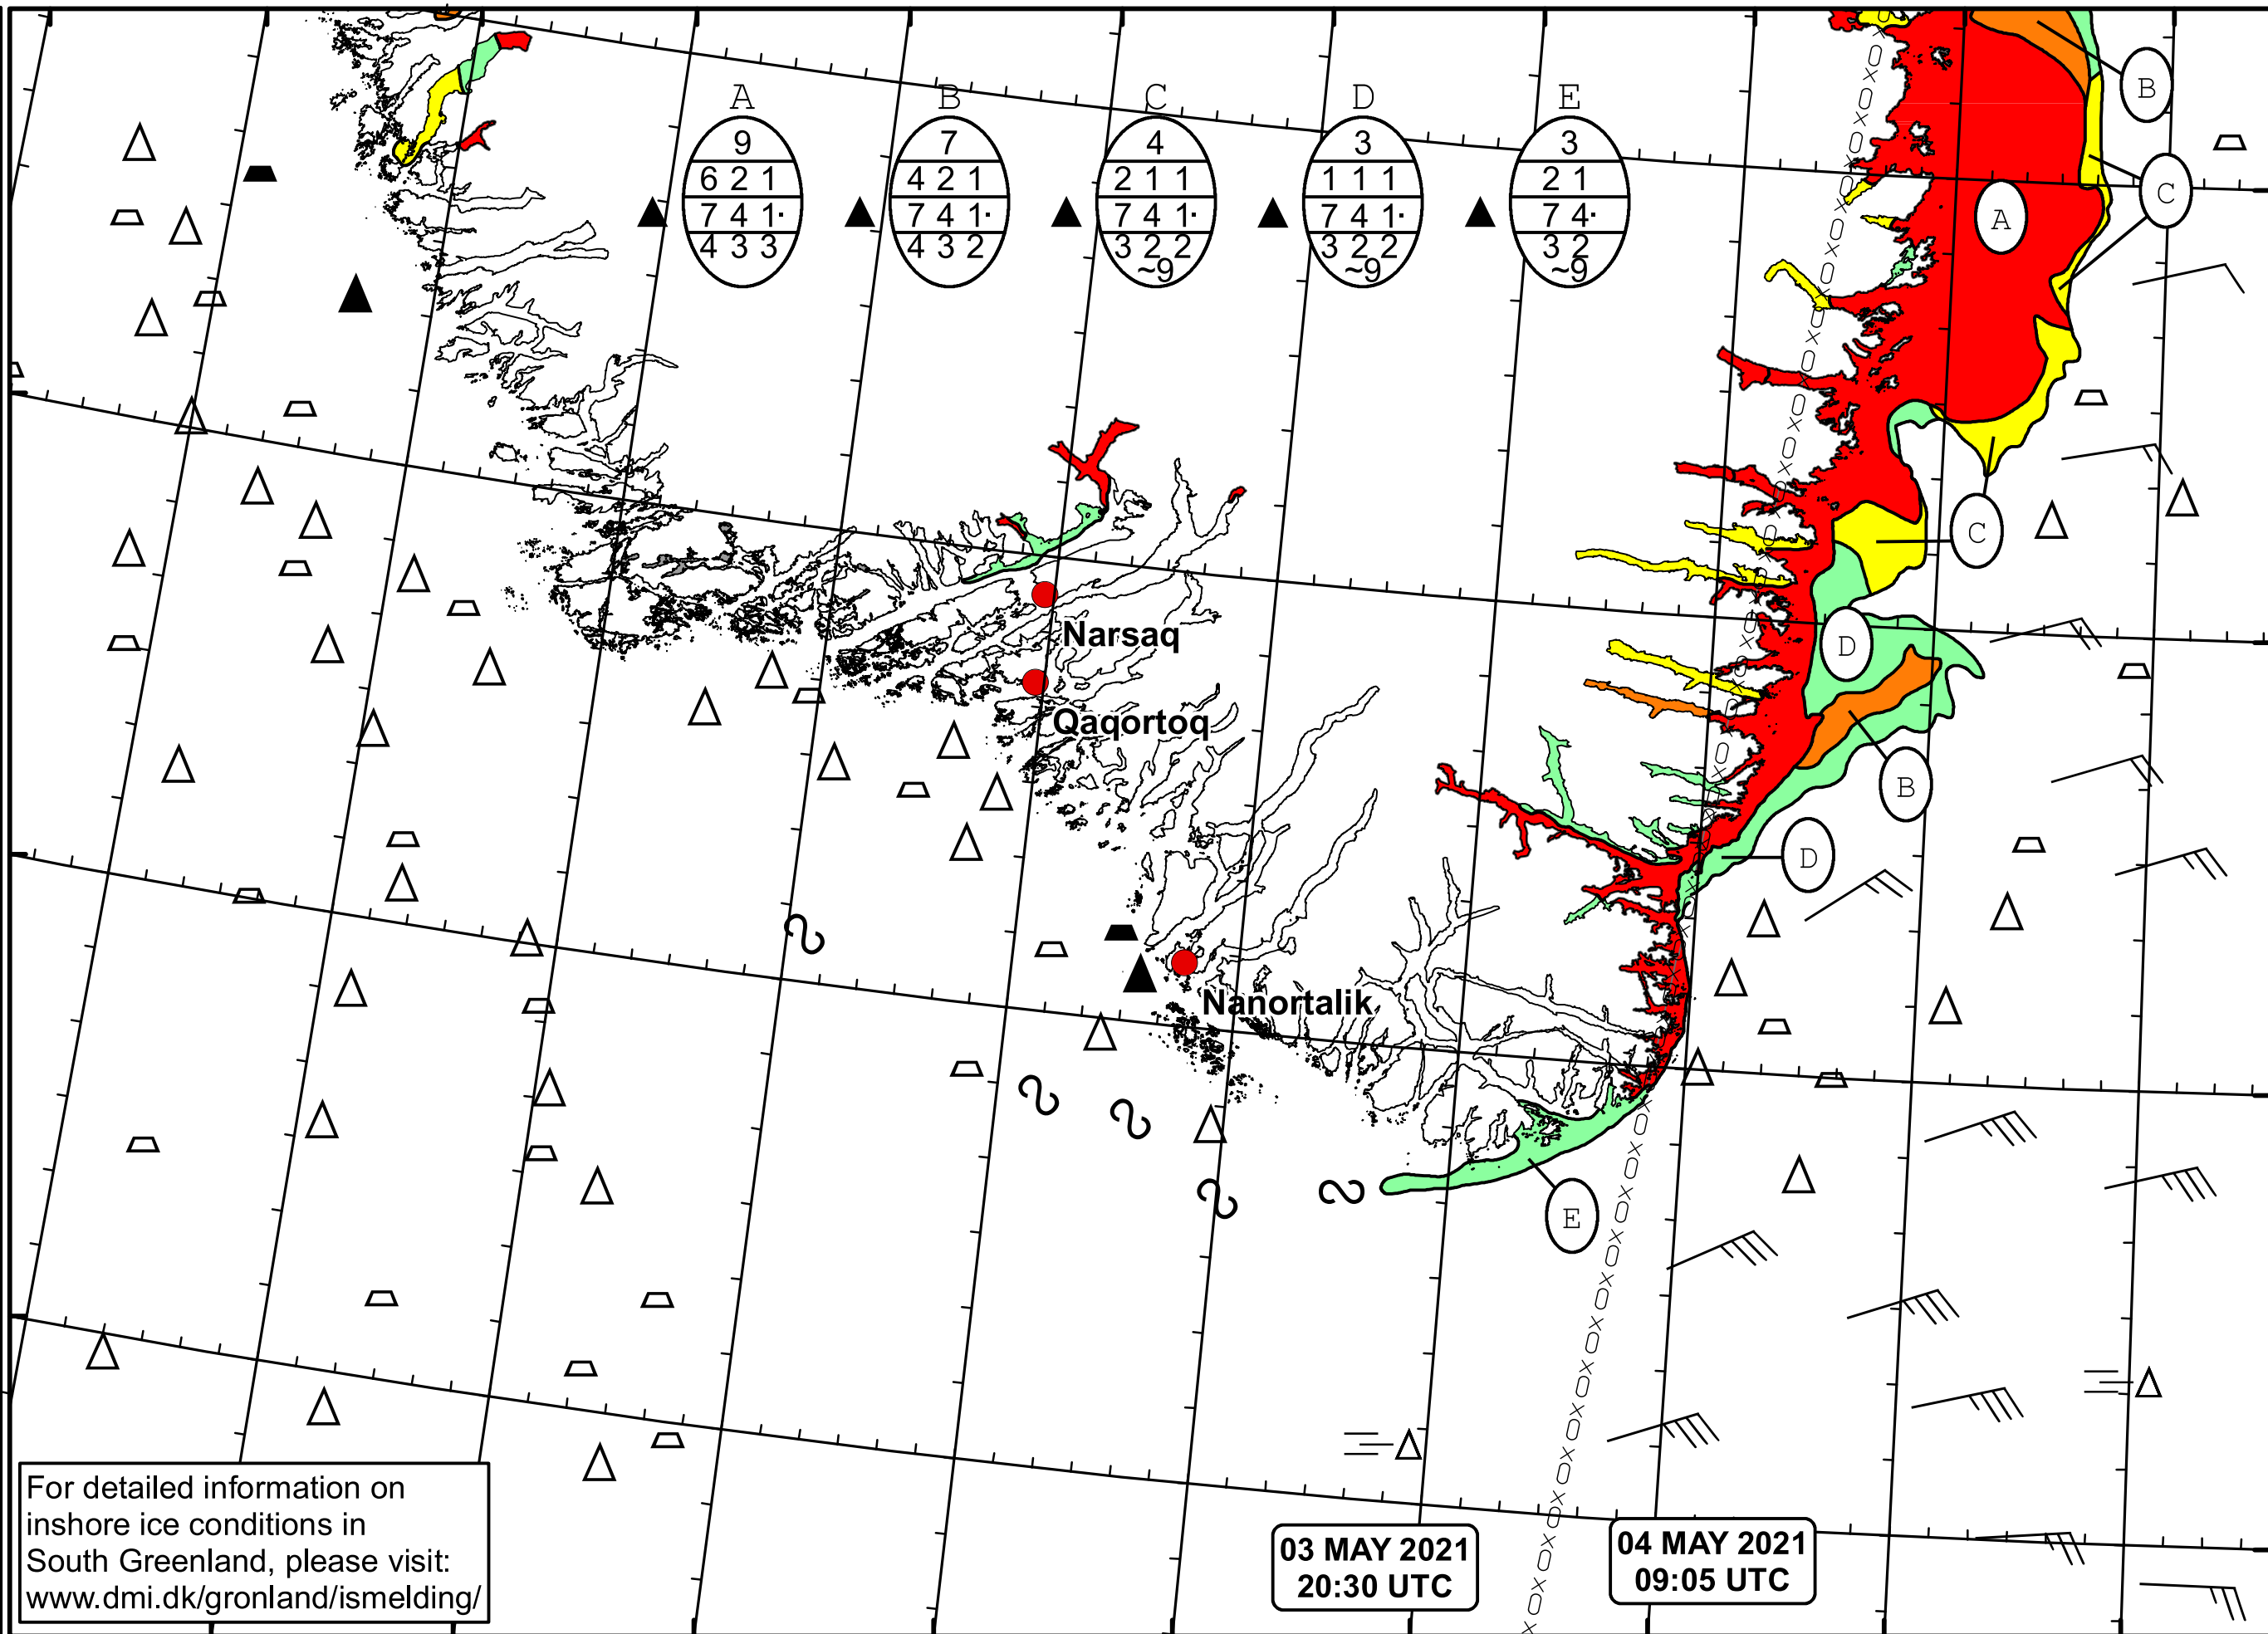 A B C D E
9 7 4 3 3
6 2 1 4 2 1 2 1 1 1 1 1 2 1
7 4 1· 7 4 1· 7 4 1· 7 4 1· 7 4·
4 3 3 4 3 2 3 2 2 3 2 2 3 2
~9 ~9 ~9
B
C
A
C
D
B
D
E
Narsaq
Qaqortoq
Nanortalik
For detailed information on
inshore ice conditions in
South Greenland, please visit:
www.dmi.dk/gronland/ismelding/
03 MAY 2021
20:30 UTC
04 MAY 2021
09:05 UTC